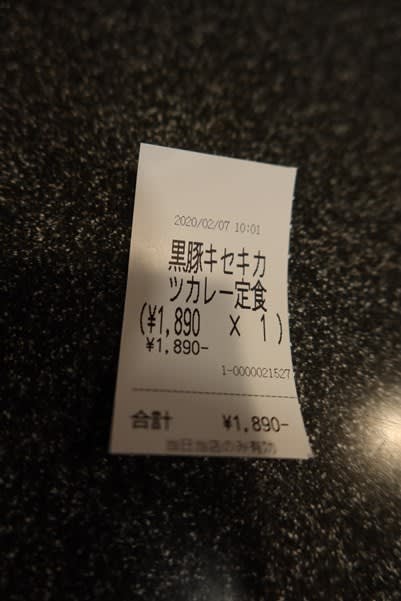 2020/02/07 10:01
黒豚キセキカ
ツカレー定食
(¥1,890 × 1)
¥1,890-
1-0000021527
合計 ¥1,890-
当日当店のみ有効